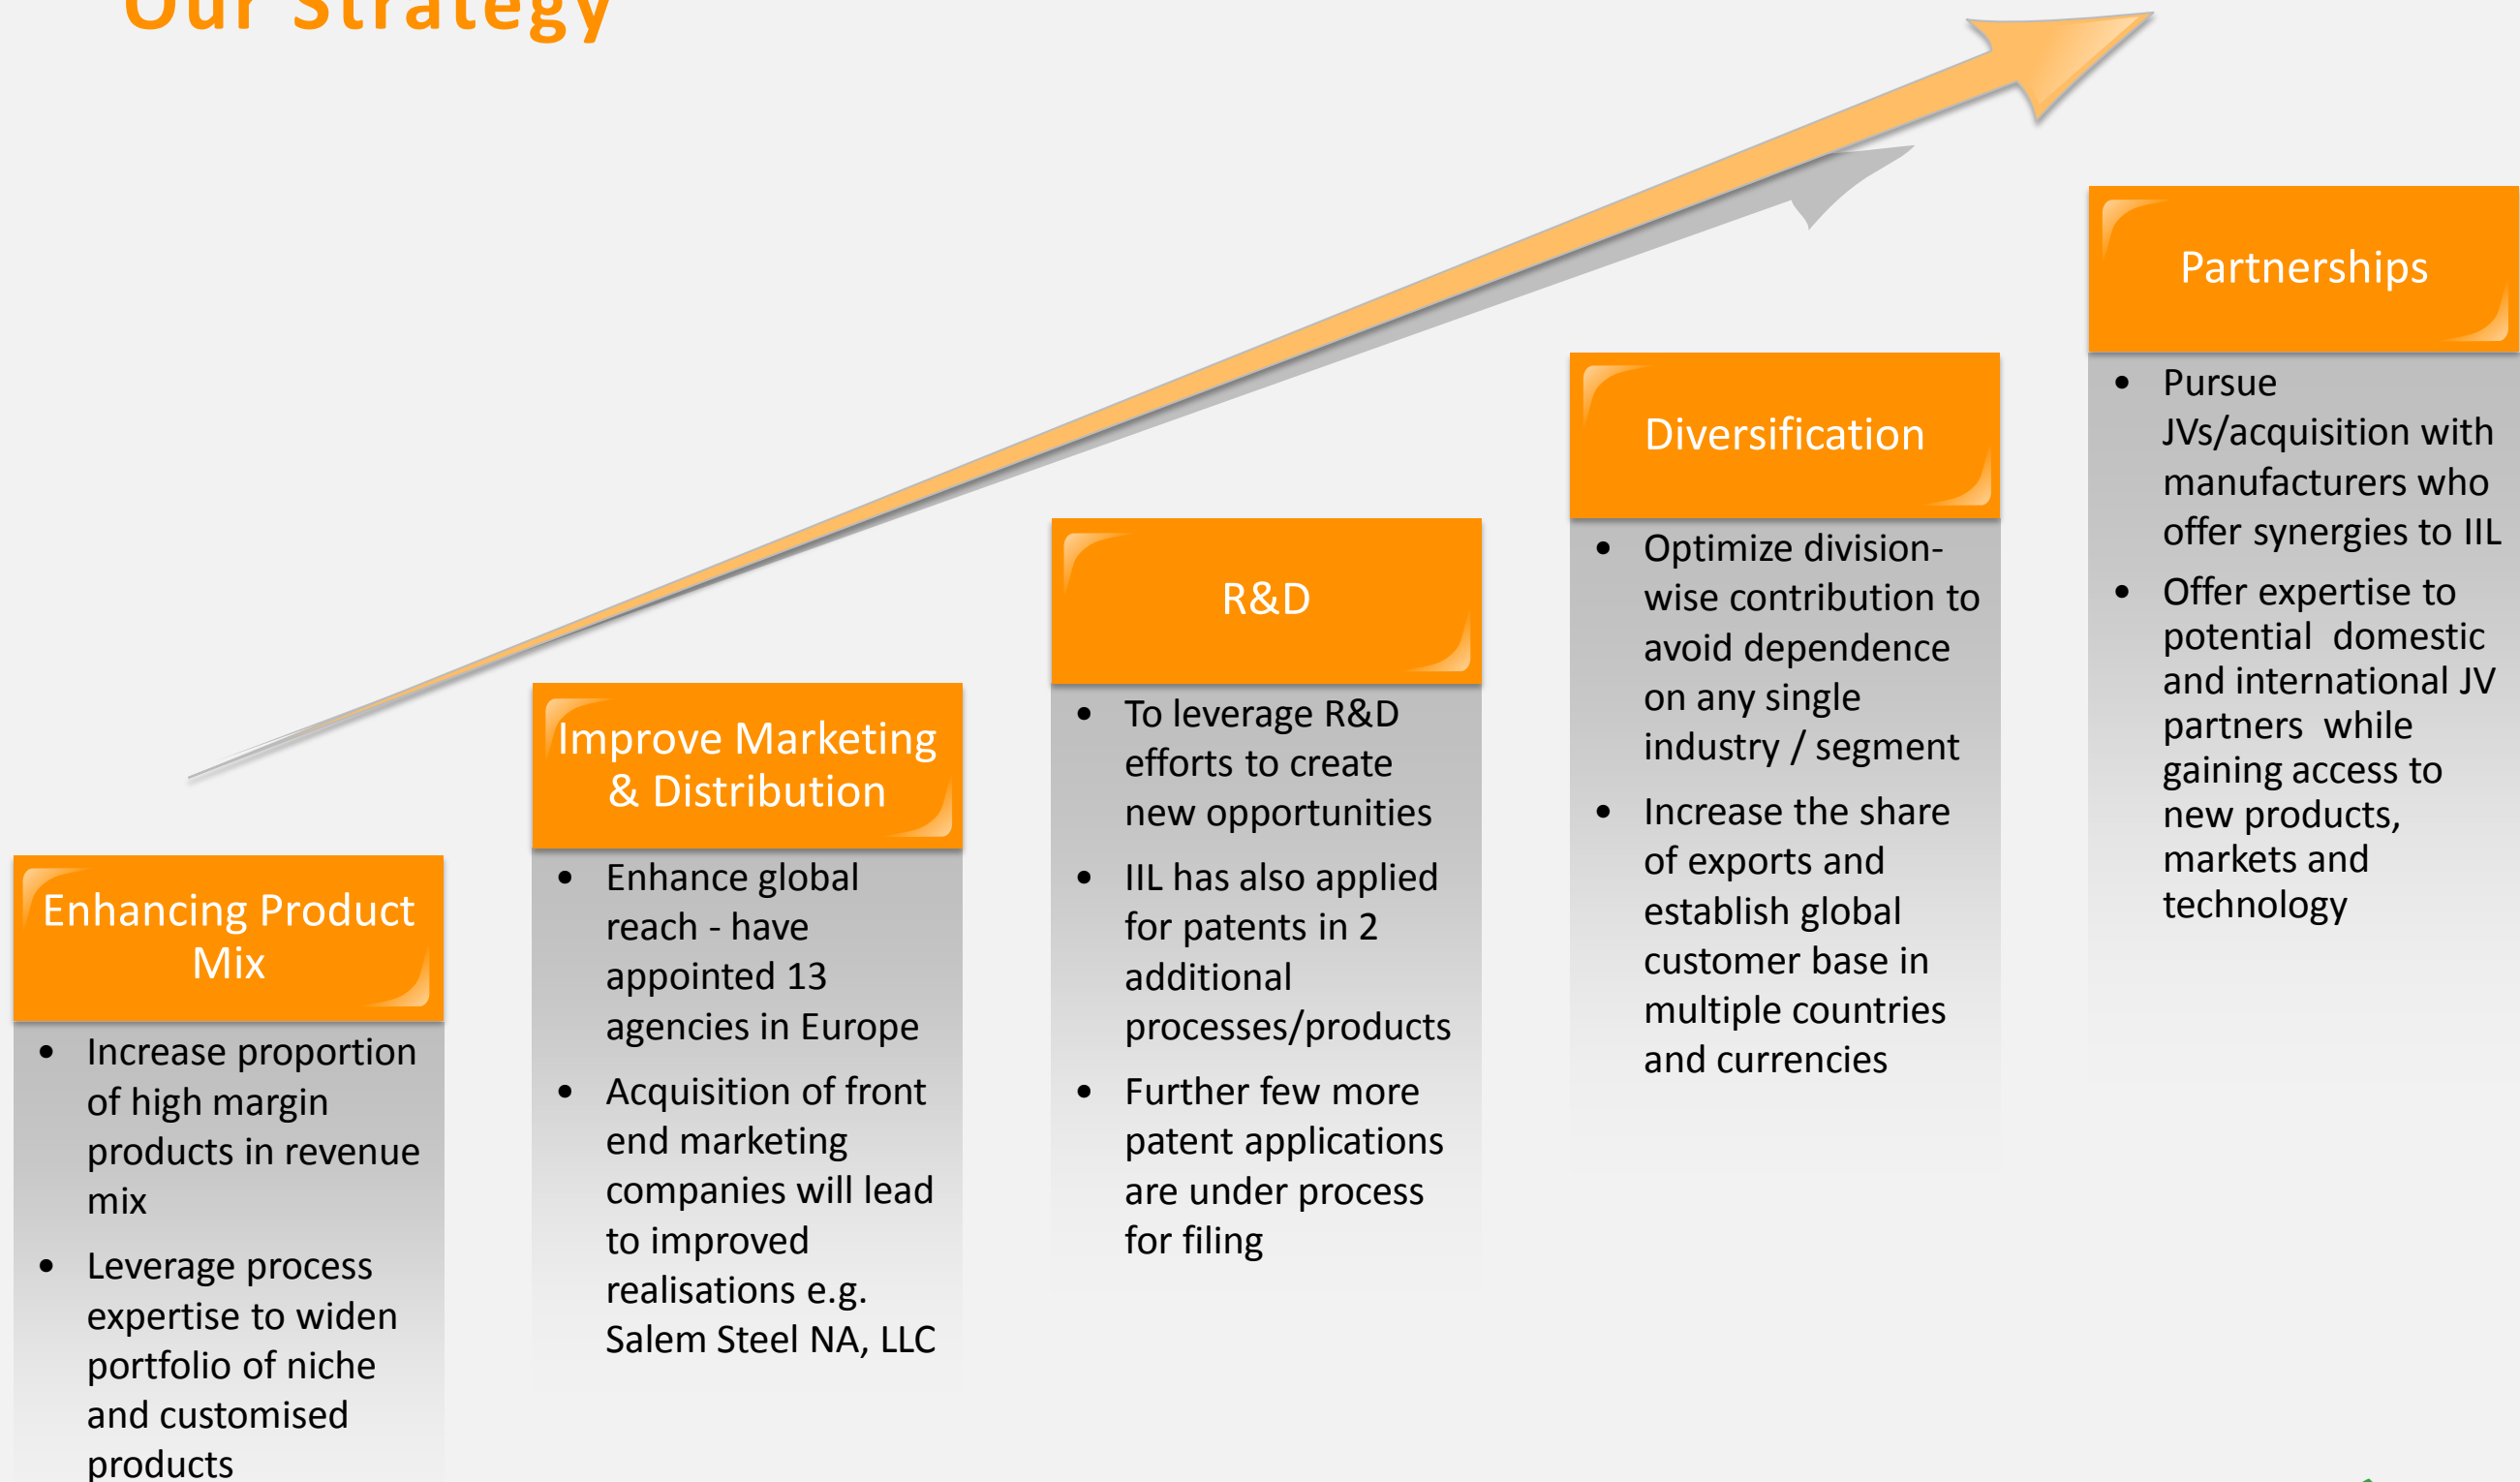 Our Strategy
Enhancing Product
Mix
• Increase proportion
of high margin
products in revenue
mix
• Leverage process
expertise to widen
portfolio of niche
and customised
products
Improve Marketing
& Distribution
• Enhance global
reach - have
appointed 13
agencies in Europe
• Acquisition of front
end marketing
companies will lead
to improved
realisations e.g.
Salem Steel NA, LLC
R&D
• To leverage R&D
efforts to create
new opportunities
• IIL has also applied
for patents in 2
additional
processes/products
• Further few more
patent applications
are under process
for filing
Diversification
• Optimize division-
wise contribution to
avoid dependence
on any single
industry / segment
• Increase the share
of exports and
establish global
customer base in
multiple countries
and currencies
Partnerships
• Pursue
JVs/acquisition with
manufacturers who
offer synergies to IIL
• Offer expertise to
potential domestic
and international JV
partners while
gaining access to
new products,
markets and
technology